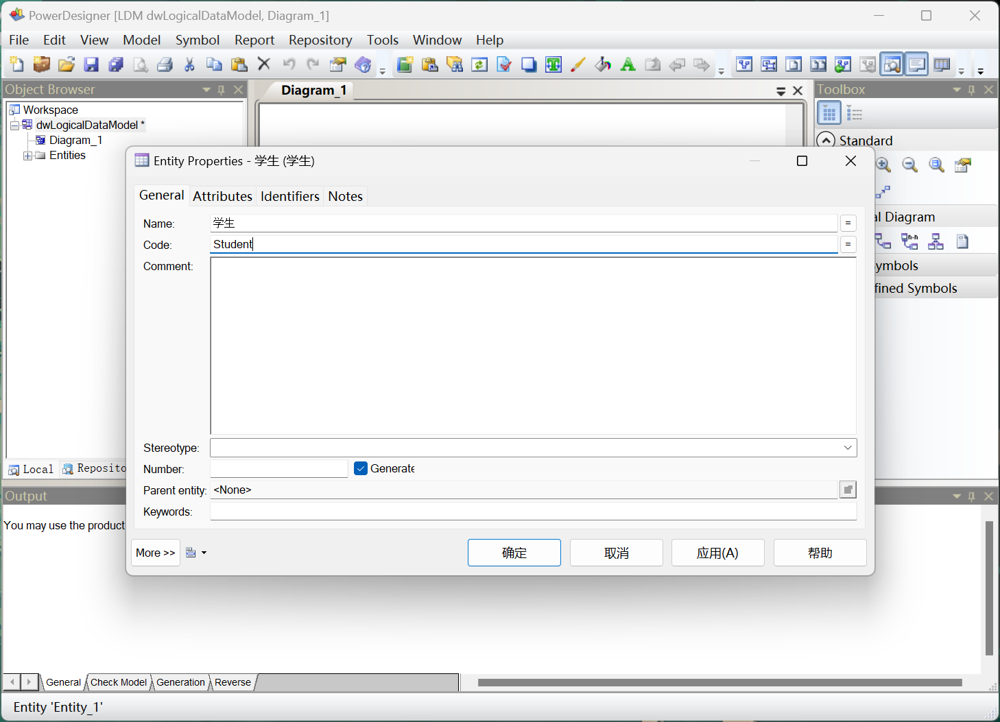 PowerDesigner [LDM dwLogicalDataModel, Diagram_1]
File Edit View Model Symbol Report Repository Tools Window Help
Object Browser
Diagram_1
Toolbox
Workspace
dwLogicalDataModel *
Diagram_1
Entities
Standard
Entity Properties - 学生 (学生)
General Attributes Identifiers Notes
Name: 学生 =
Code: Student =
Comment:
Stereotype:
Number: Generate
Parent entity: <None>
Keywords:
More >> 确定 取消 应用(A) 帮助
al Diagram
ymbols
fined Symbols
Local Reposito
Output
You may use the product
General Check Model Generation Reverse
Entity 'Entity_1'